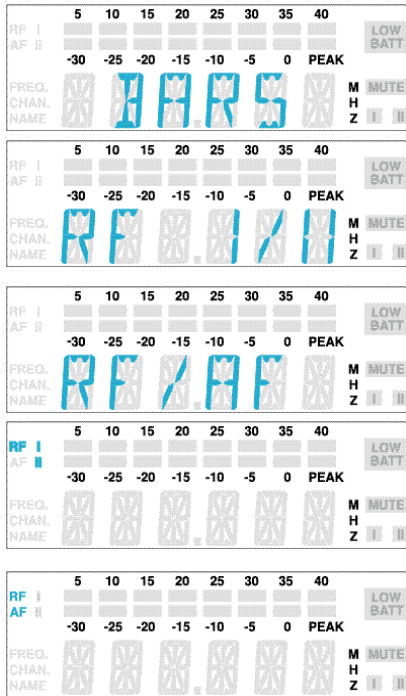 5 10 15 20 25 30 35 40
RF I LOW
AF II BATT
-30 -25 -20 -15 -10 -5 0 PEAK
FREQ. M MUTE
CHAN. BARS H
NAME Z I II
5 10 15 20 25 30 35 40
RF I LOW
AF II BATT
-30 -25 -20 -15 -10 -5 0 PEAK
FREQ. M MUTE
CHAN. RF I/II H
NAME Z I II
5 10 15 20 25 30 35 40
RF I LOW
AF II BATT
-30 -25 -20 -15 -10 -5 0 PEAK
FREQ. M MUTE
CHAN. RF/AF H
NAME Z I II
5 10 15 20 25 30 35 40
RF I LOW
AF II BATT
-30 -25 -20 -15 -10 -5 0 PEAK
FREQ. M MUTE
CHAN. H
NAME Z I II
5 10 15 20 25 30 35 40
RF I LOW
AF II BATT
-30 -25 -20 -15 -10 -5 0 PEAK
FREQ. M MUTE
CHAN. H
NAME Z I II